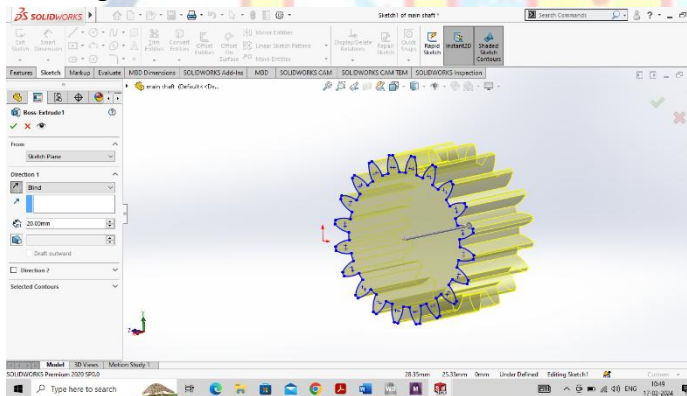 SOLIDWORKS
Sketch1 of main shaft *
Search Commands
Exit Sketch
Smart Dimension
Trim Entities
Convert Entities
Offset Entities
Offset On Surface
Mirror Entities
Linear Sketch Pattern
Move Entities
Display/Delete Relations
Repair Sketch
Quick Snaps
Rapid Sketch
Instant2D
Shaded Sketch Contours
Features Sketch Markup Evaluate MBD Dimensions SOLIDWORKS Add-Ins MBD SOLIDWORKS CAM SOLIDWORKS CAM TBM SOLIDWORKS Inspection
main shaft (Default<<De...
Boss-Extrude1
From
Sketch Plane
Direction 1
Blind
20.00mm
Draft outward
Direction 2
Selected Contours
Model 3D Views Motion Study 1
SOLIDWORKS Premium 2020 SP0.0
28.35mm 25.33mm 0mm Under Defined Editing Sketch1 Custom
Type here to search
ENG
10:49
17-02-2024